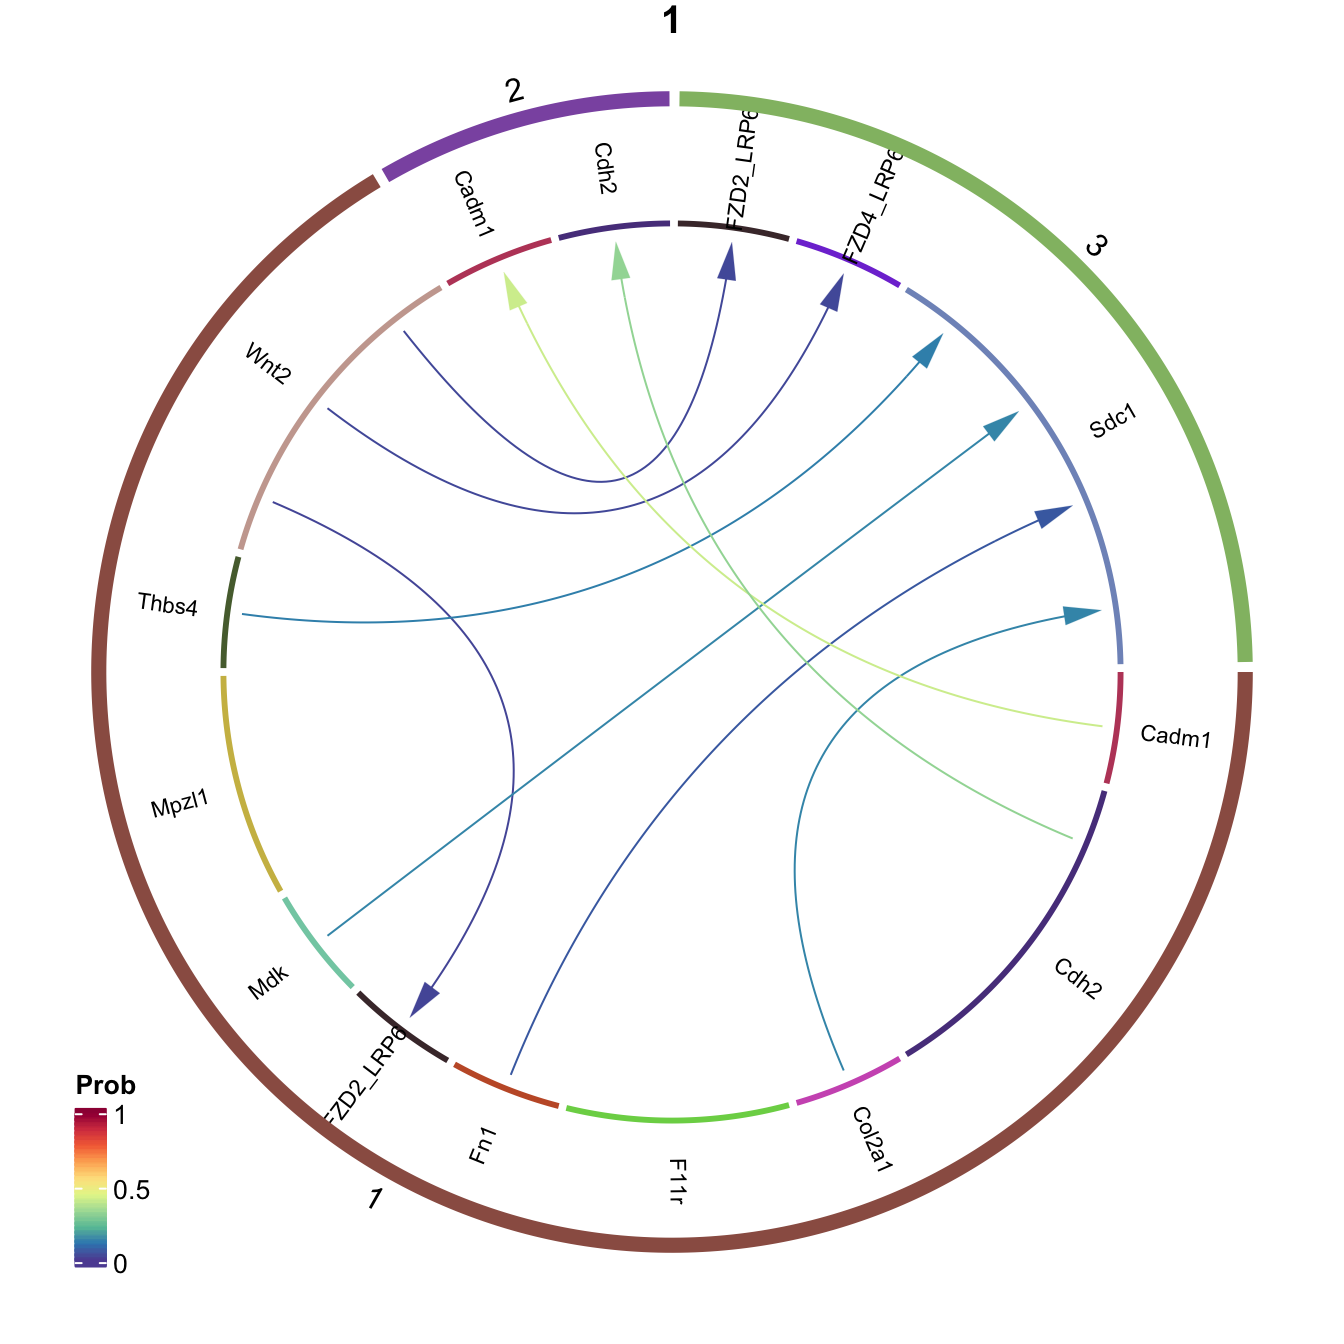 1
2
3
Cadm1
Cdh2
FZD2_LRP6
FZD4_LRP6
Sdc1
Cadm1
Cdh2
Col2a1
F11r
Fn1
FZD2_LRP6
Mdk
Mpzl1
Thbs4
Wnt2
1
Prob
1
0.5
0